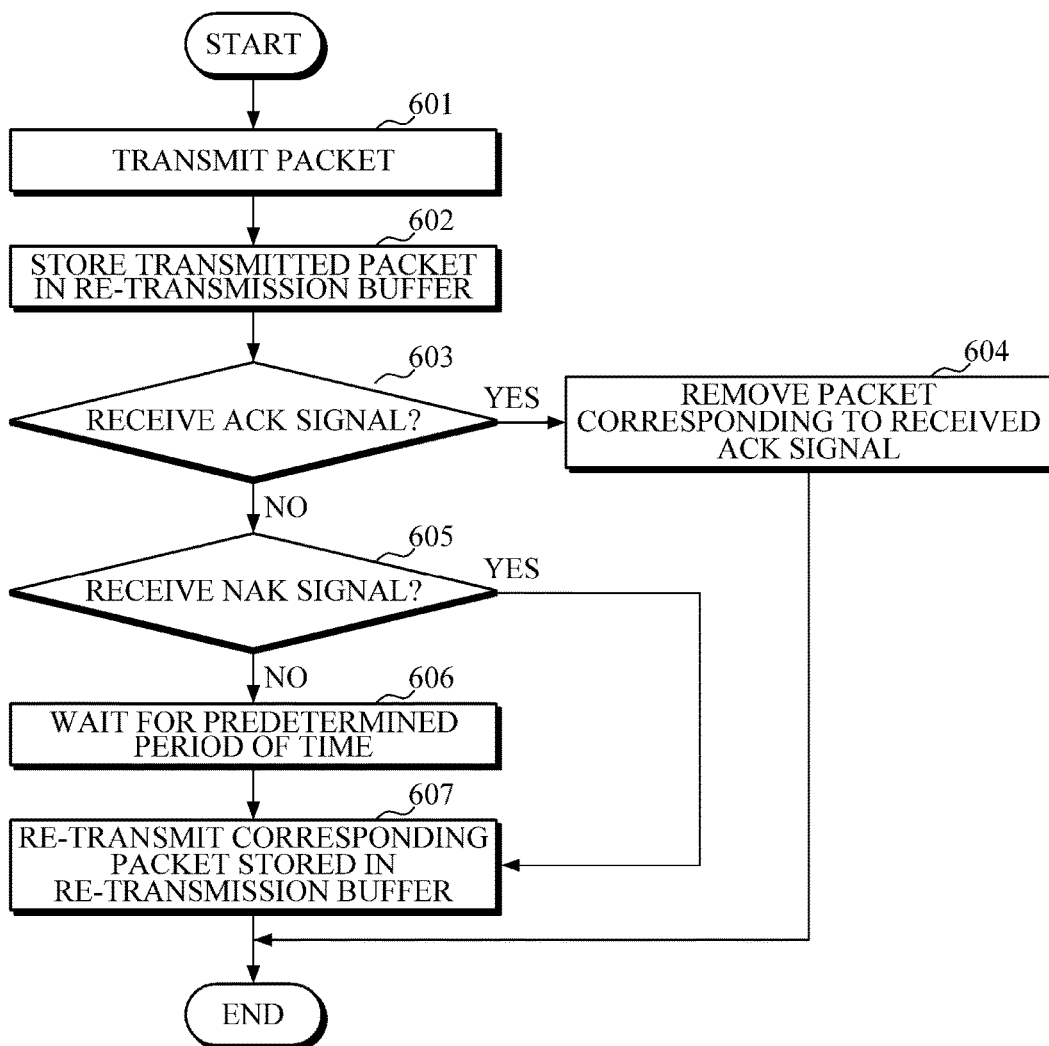 START
601
TRANSMIT PACKET
602
STORE TRANSMITTED PACKET
IN RE-TRANSMISSION BUFFER
603
RECEIVE ACK SIGNAL?
YES
604
REMOVE PACKET
CORRESPONDING TO RECEIVED
ACK SIGNAL
NO
605
RECEIVE NAK SIGNAL?
YES
NO
606
WAIT FOR PREDETERMINED
PERIOD OF TIME
607
RE-TRANSMIT CORRESPONDING
PACKET STORED IN
RE-TRANSMISSION BUFFER
END